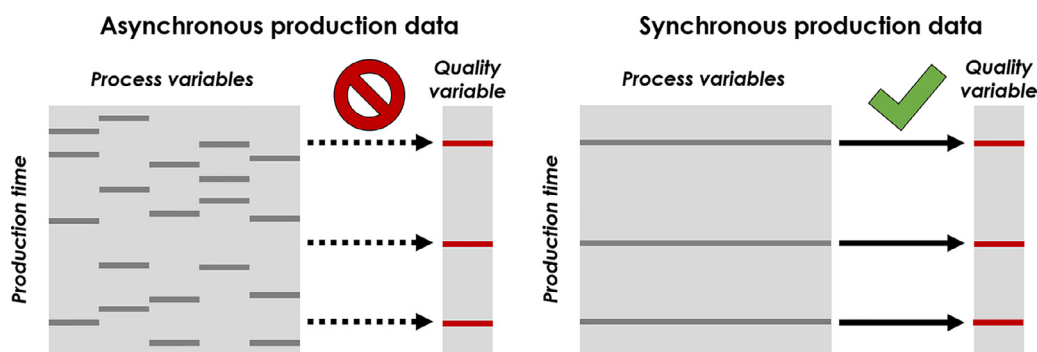 Asynchronous production data
Process variables
Quality
variable
Production time
Synchronous production data
Process variables
Quality
variable
Production time